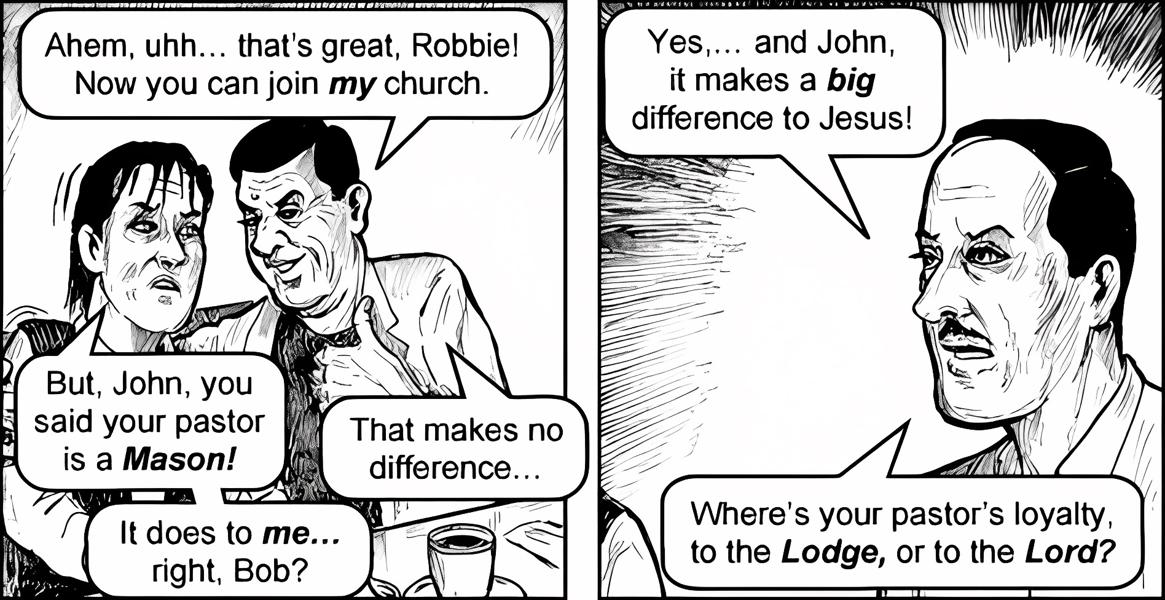 Ahem, uhh... that's great, Robbie!
Now you can join my church.
But, John, you
said your pastor
is a Mason!
That makes no
difference...
It does to me...
right, Bob?
Yes,... and John,
it makes a big
difference to Jesus!
Where's your pastor's loyalty,
to the Lodge, or to the Lord?